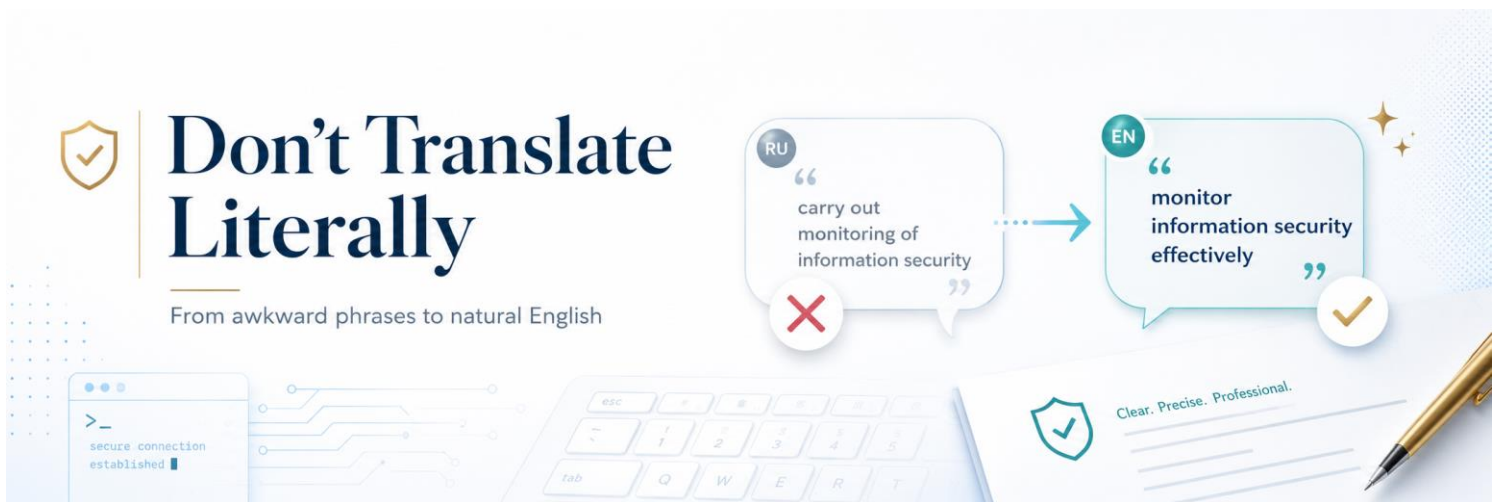 Don't Translate
Literally
From awkward phrases to natural English
RU
“
carry out
monitoring of
information security
”
EN
“
monitor
information security
effectively
”
>_
secure connection
established
esc
1
2
3
4
5
tab
Q
W
E
R
T
Clear. Precise. Professional.